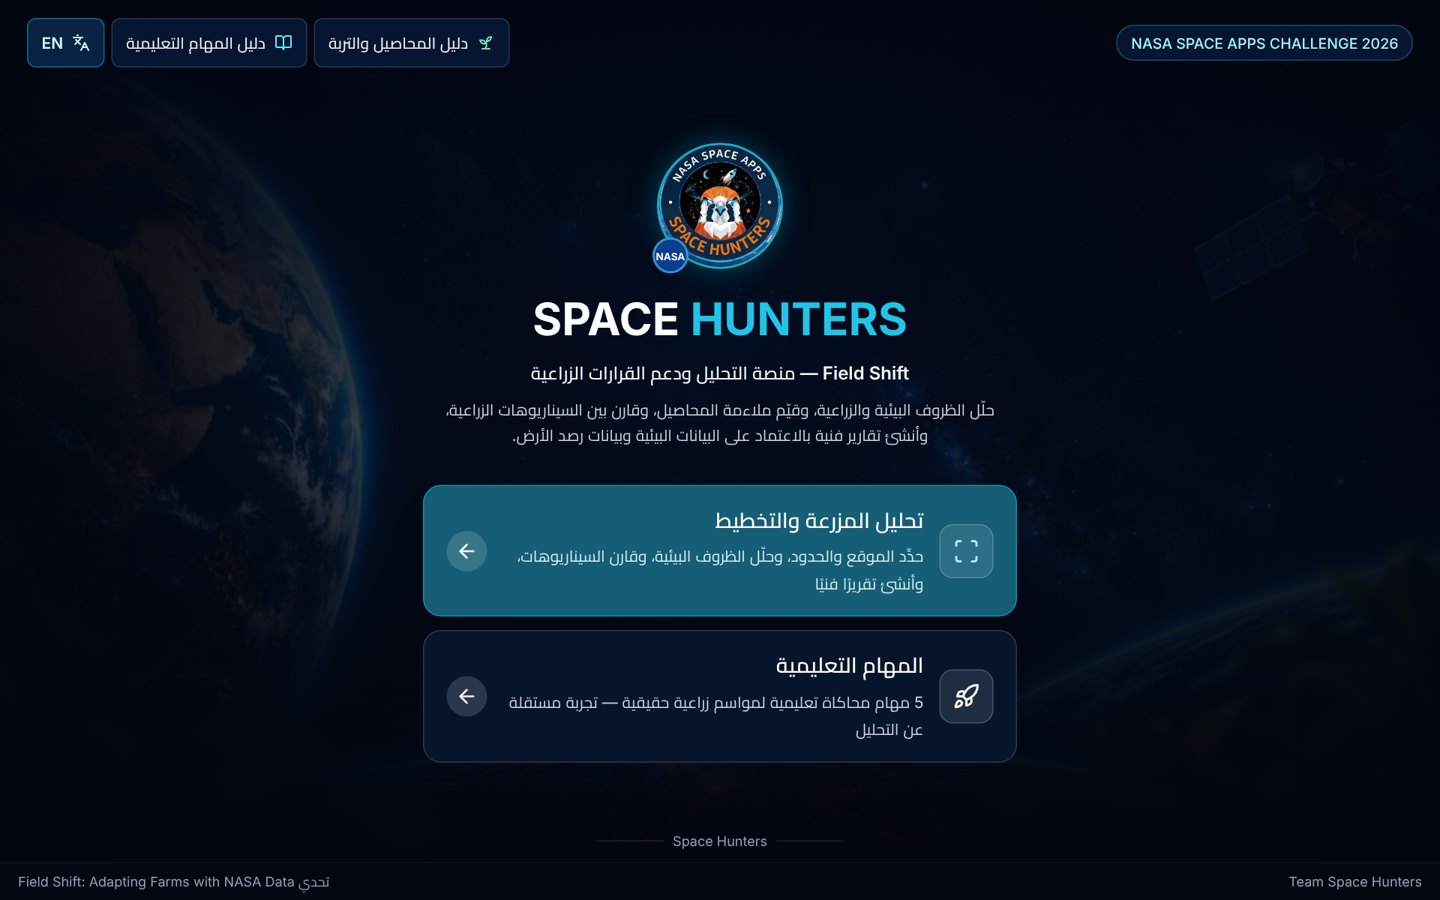 NASA SPACE APPS CHALLENGE 2026
دليل المحاصيل والتربة
دليل المهام التعليمية
EN
NASA SPACE APPS
SPACE HUNTERS
NASA
SPACE HUNTERS
Field Shift — منصة التحليل ودعم القرارات الزراعية
حلّل الظروف البيئية والزراعية، وقيّم ملاءمة المحاصيل، وقارن بين السيناريوهات الزراعية،
وأنشئ تقارير فنية بالاعتماد على البيانات البيئية وبيانات رصد الأرض.
تحليل المزرعة والتخطيط
حدّد الموقع والحدود، وحلّل الظروف البيئية، وقارن السيناريوهات،
وأنشئ تقريرًا فنيًا
المهام التعليمية
5 مهام محاكاة تعليمية لمواسم زراعية حقيقية — تجربة مستقلة
عن التحليل
Space Hunters
Team Space Hunters
تحدي Field Shift: Adapting Farms with NASA Data